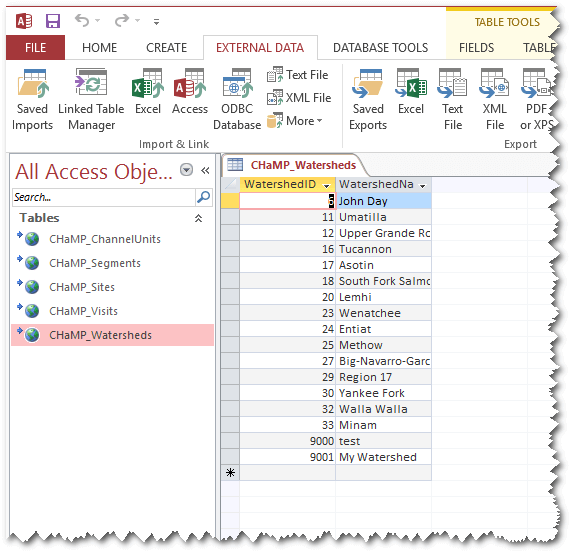 TABLE TOOLS
FILE HOME CREATE EXTERNAL DATA DATABASE TOOLS FIELDS TABLE
Saved Imports
Linked Table Manager
Excel
Access
ODBC Database
Text File
XML File
More
Import & Link
Saved Exports
Excel
Text File
XML File
PDF or XPS
Export
All Access Obje... «
Search...
Tables
CHaMP_ChannelUnits
CHaMP_Segments
CHaMP_Sites
CHaMP_Visits
CHaMP_Watersheds
CHaMP_Watersheds
WatershedID WatershedNa
6 John Day
11 Umatilla
12 Upper Grande Ro
16 Tucannon
17 Asotin
18 South Fork Salmo
20 Lemhi
23 Wenatchee
24 Entiat
25 Methow
27 Big-Navarro-Garc
29 Region 17
30 Yankee Fork
32 Walla Walla
33 Minam
9000 test
9001 My Watershed